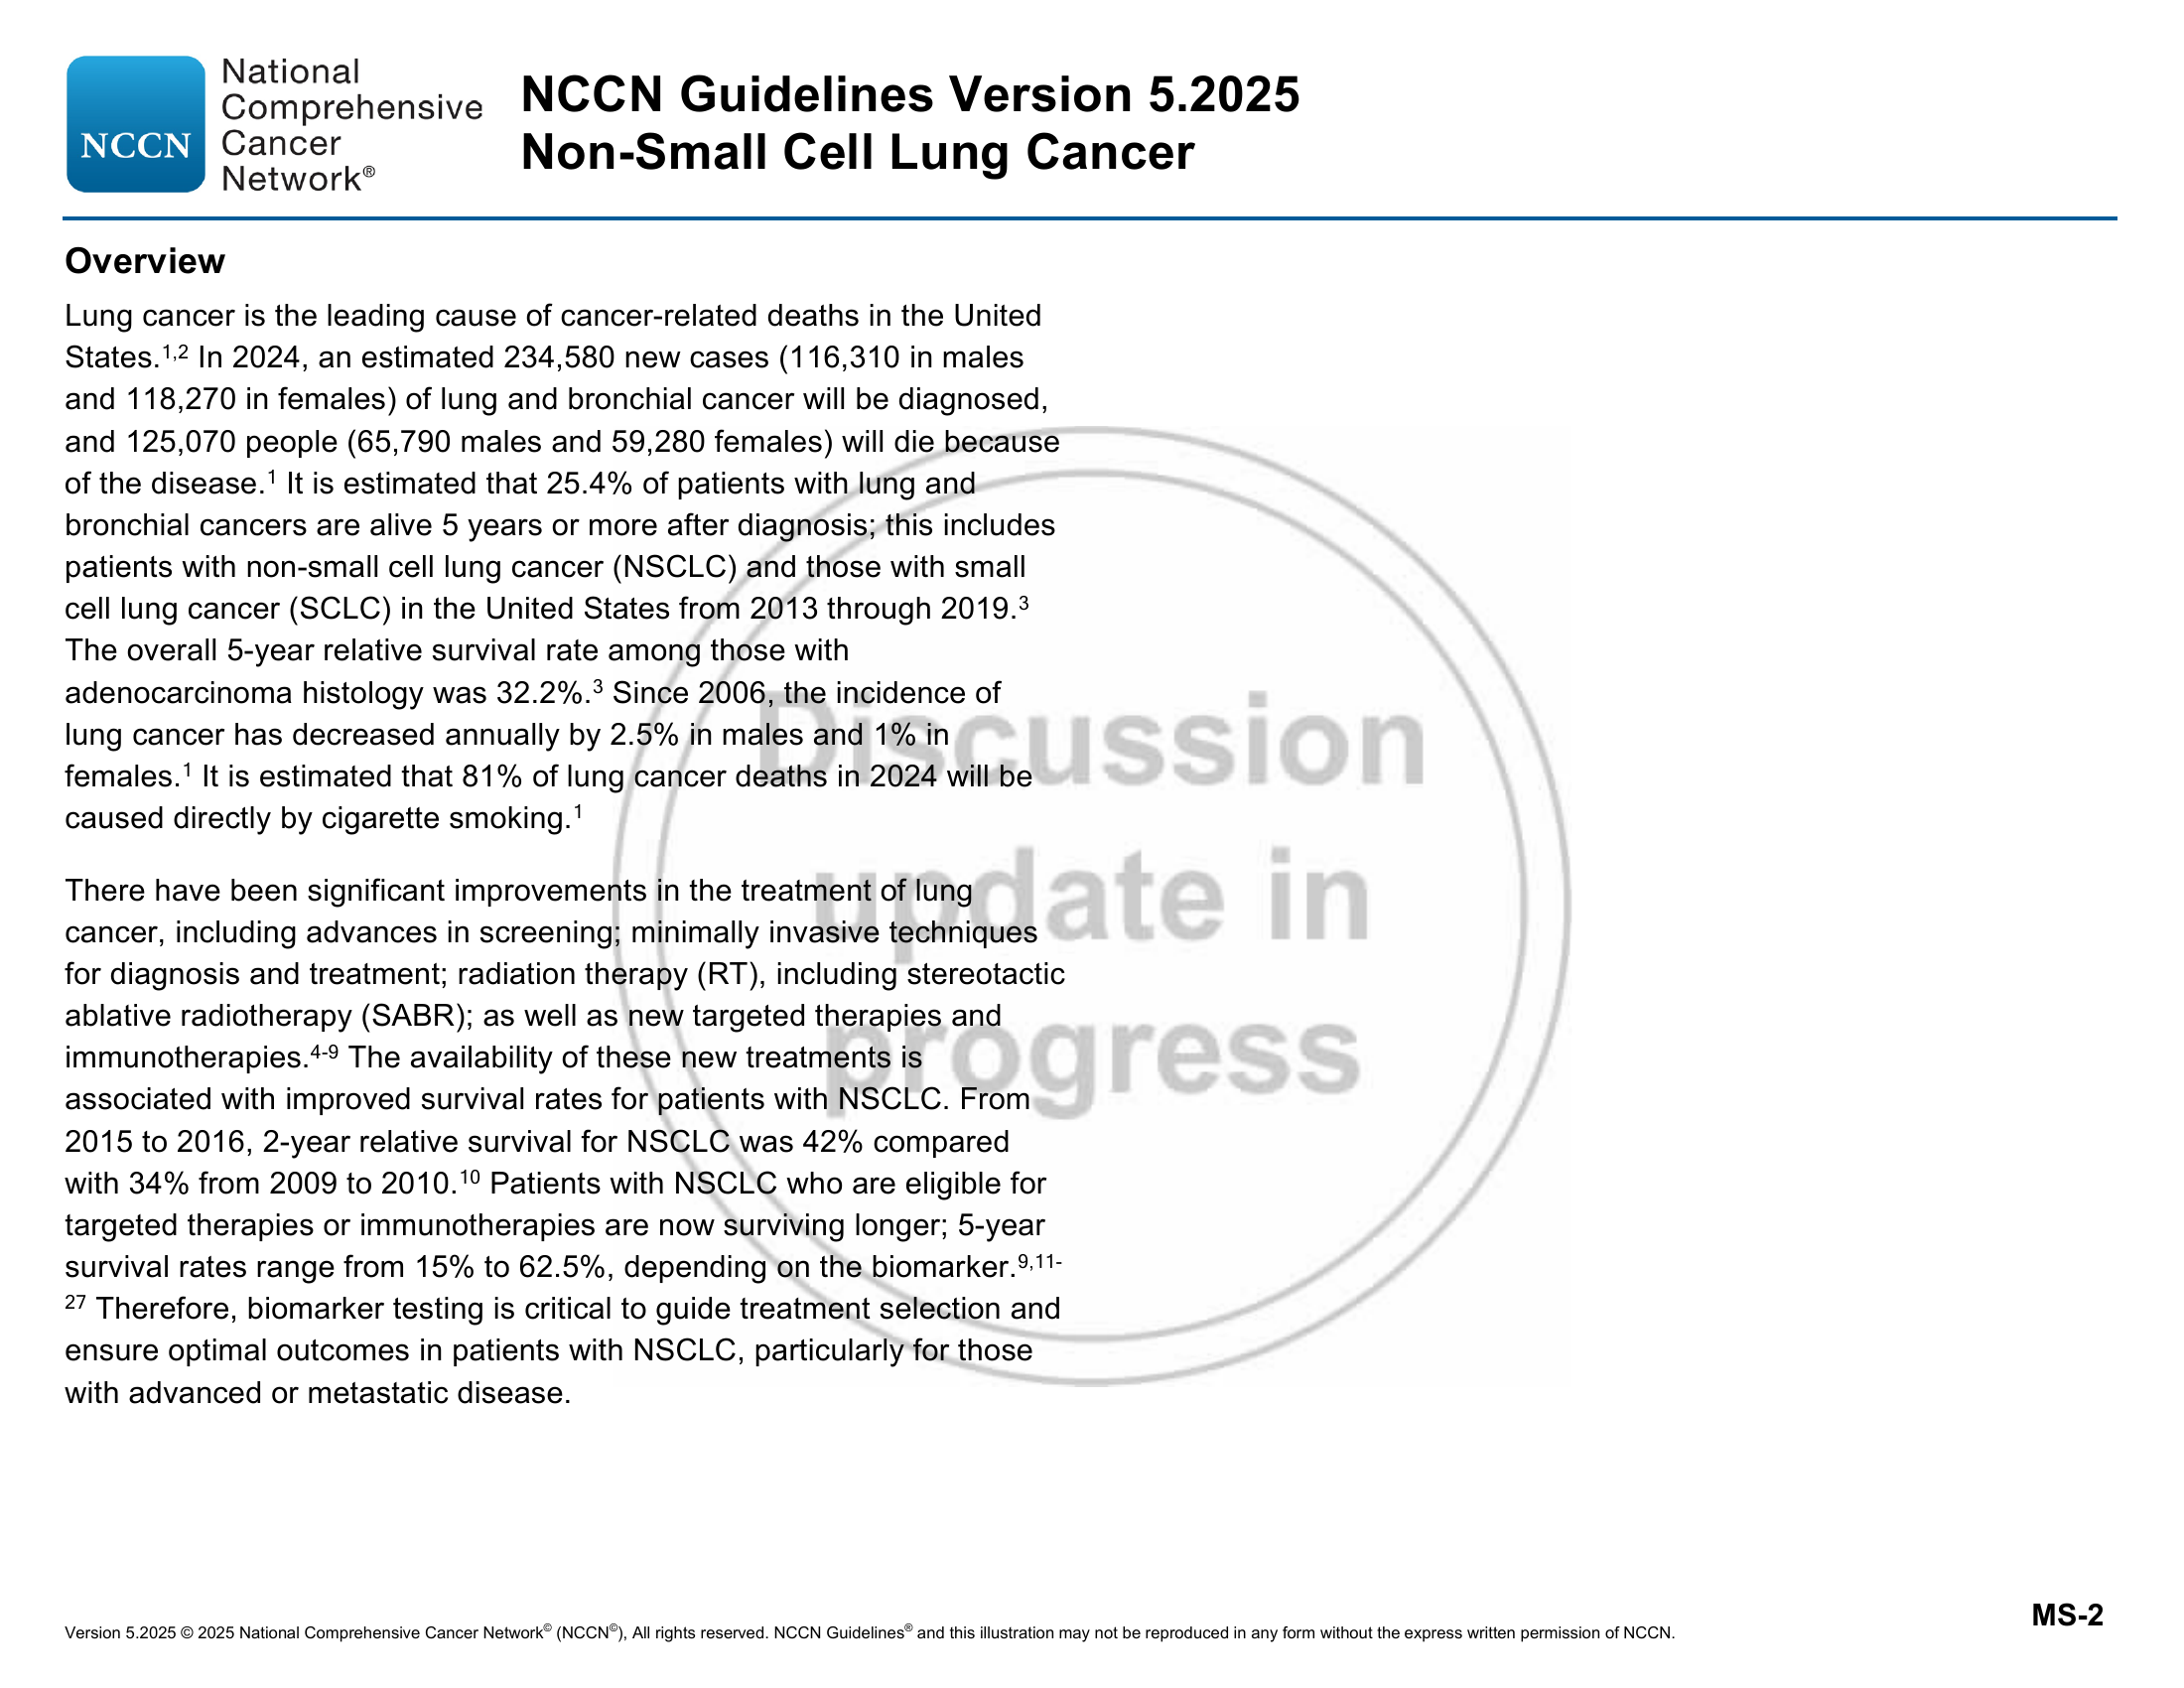 National
Comprehensive
NCCN Cancer
Network®
NCCN Guidelines Version 5.2025
Non-Small Cell Lung Cancer
Overview
Lung cancer is the leading cause of cancer-related deaths in the United
States.1,2 In 2024, an estimated 234,580 new cases (116,310 in males
and 118,270 in females) of lung and bronchial cancer will be diagnosed,
and 125,070 people (65,790 males and 59,280 females) will die because
of the disease.1 It is estimated that 25.4% of patients with lung and
bronchial cancers are alive 5 years or more after diagnosis; this includes
patients with non-small cell lung cancer (NSCLC) and those with small
cell lung cancer (SCLC) in the United States from 2013 through 2019.3
The overall 5-year relative survival rate among those with
adenocarcinoma histology was 32.2%.3 Since 2006, the incidence of
lung cancer has decreased annually by 2.5% in males and 1% in
females.1 It is estimated that 81% of lung cancer deaths in 2024 will be
caused directly by cigarette smoking.1
There have been significant improvements in the treatment of lung
cancer, including advances in screening; minimally invasive techniques
for diagnosis and treatment; radiation therapy (RT), including stereotactic
ablative radiotherapy (SABR); as well as new targeted therapies and
immunotherapies.4-9 The availability of these new treatments is
associated with improved survival rates for patients with NSCLC. From
2015 to 2016, 2-year relative survival for NSCLC was 42% compared
with 34% from 2009 to 2010.10 Patients with NSCLC who are eligible for
targeted therapies or immunotherapies are now surviving longer; 5-year
survival rates range from 15% to 62.5%, depending on the biomarker.9,11-
27 Therefore, biomarker testing is critical to guide treatment selection and
ensure optimal outcomes in patients with NSCLC, particularly for those
with advanced or metastatic disease.
Discussion
update in
progress
MS-2
Version 5.2025 © 2025 National Comprehensive Cancer Network© (NCCN©), All rights reserved. NCCN Guidelines® and this illustration may not be reproduced in any form without the express written permission of NCCN.